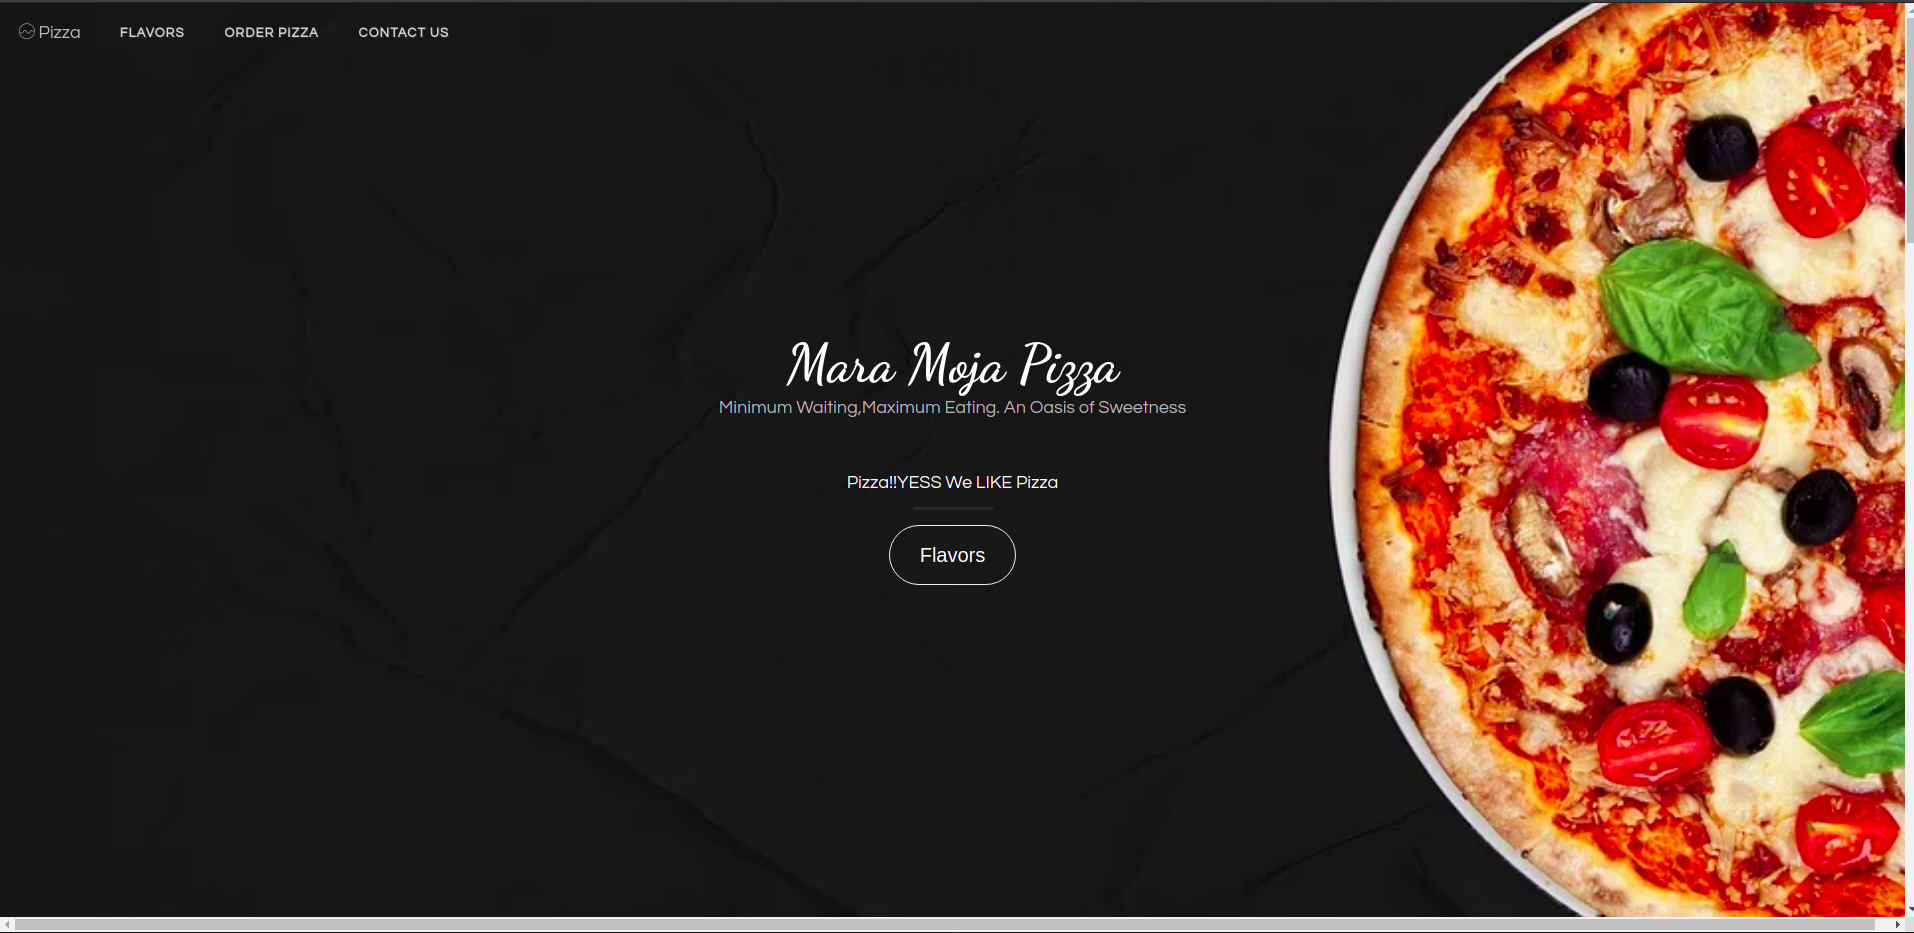 Pizza
FLAVORS
ORDER PIZZA
CONTACT US
Mara Moja Pizza
Minimum Waiting,Maximum Eating. An Oasis of Sweetness
Pizza!!YESS We LIKE Pizza
Flavors